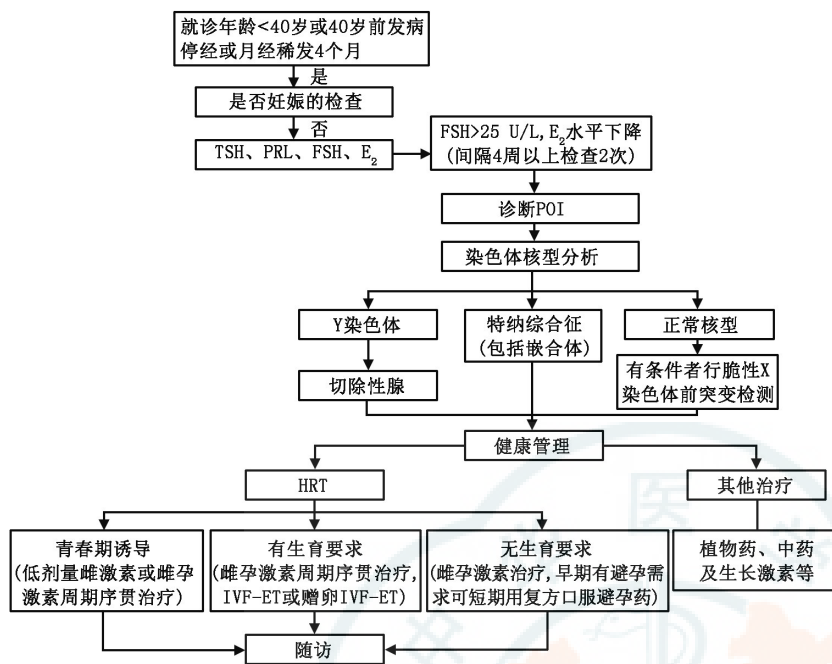 就诊年龄<40岁或40岁前发病
停经或月经稀发4个月
是
是否妊娠的检查
否
TSH、PRL、FSH、E₂
FSH>25 U/L,E₂水平下降
(间隔4周以上检查2次)
诊断POI
染色体核型分析
Y染色体
特纳综合征
(包括嵌合体)
正常核型
切除性腺
有条件者行脆性X
染色体前突变检测
健康管理
HRT
其他治疗
青春期诱导
(低剂量雌激素或雌孕
激素周期序贯治疗)
有生育要求
(雌孕激素周期序贯治疗,
IVF-ET或赠卵IVF-ET)
无生育要求
(雌孕激素治疗,早期有避孕需
求可短期用复方口服避孕药)
植物药、中药
及生长激素等
随访